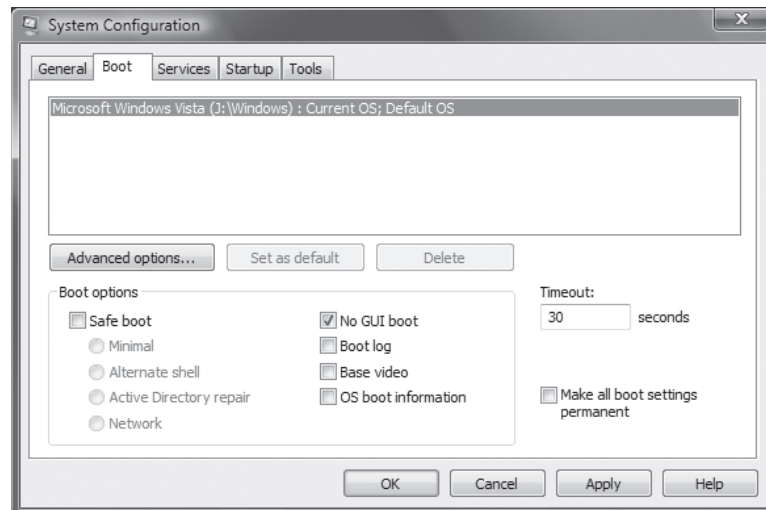 System Configuration
General Boot Services Startup Tools
Microsoft Windows Vista (J:\Windows) : Current OS; Default OS
Advanced options... Set as default Delete
Boot options
Timeout:
Safe boot
No GUI boot
30 seconds
Minimal
Boot log
Alternate shell
Base video
Active Directory repair
OS boot information
Make all boot settings
permanent
Network
OK Cancel Apply Help